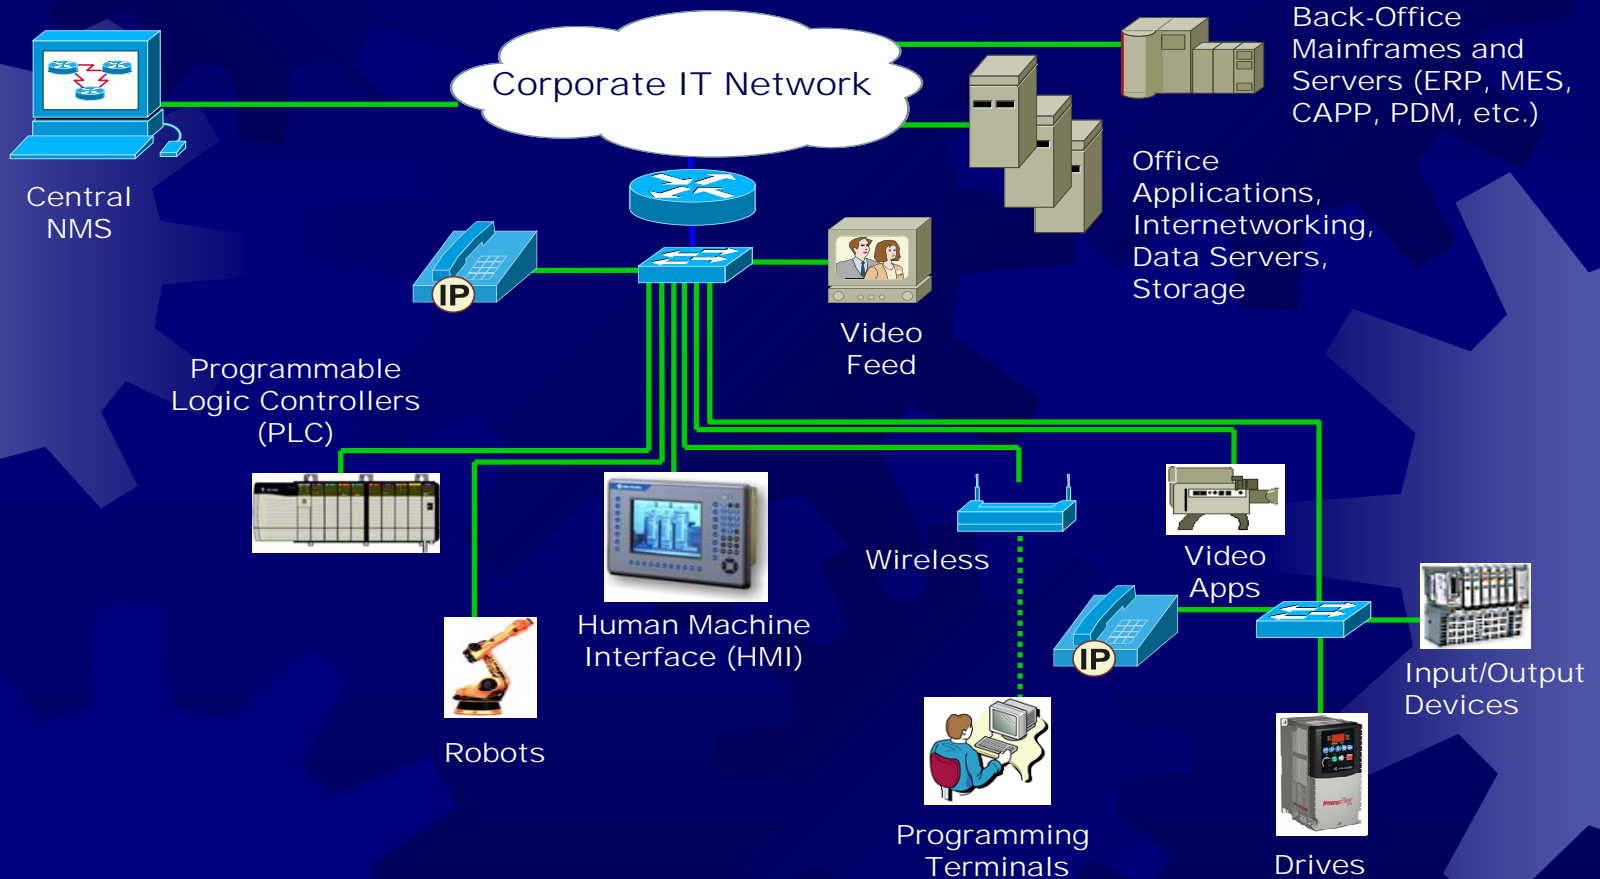 Corporate IT Network
Back-Office
Mainframes and
Servers (ERP, MES,
CAPP, PDM, etc.)
Central
NMS
Office
Applications,
Internetworking,
Data Servers,
Storage
IP
Video
Feed
Programmable
Logic Controllers
(PLC)
Wireless
Video
Apps
Human Machine
Interface (HMI)
IP
Input/Output
Devices
Robots
Programming
Terminals
Drives